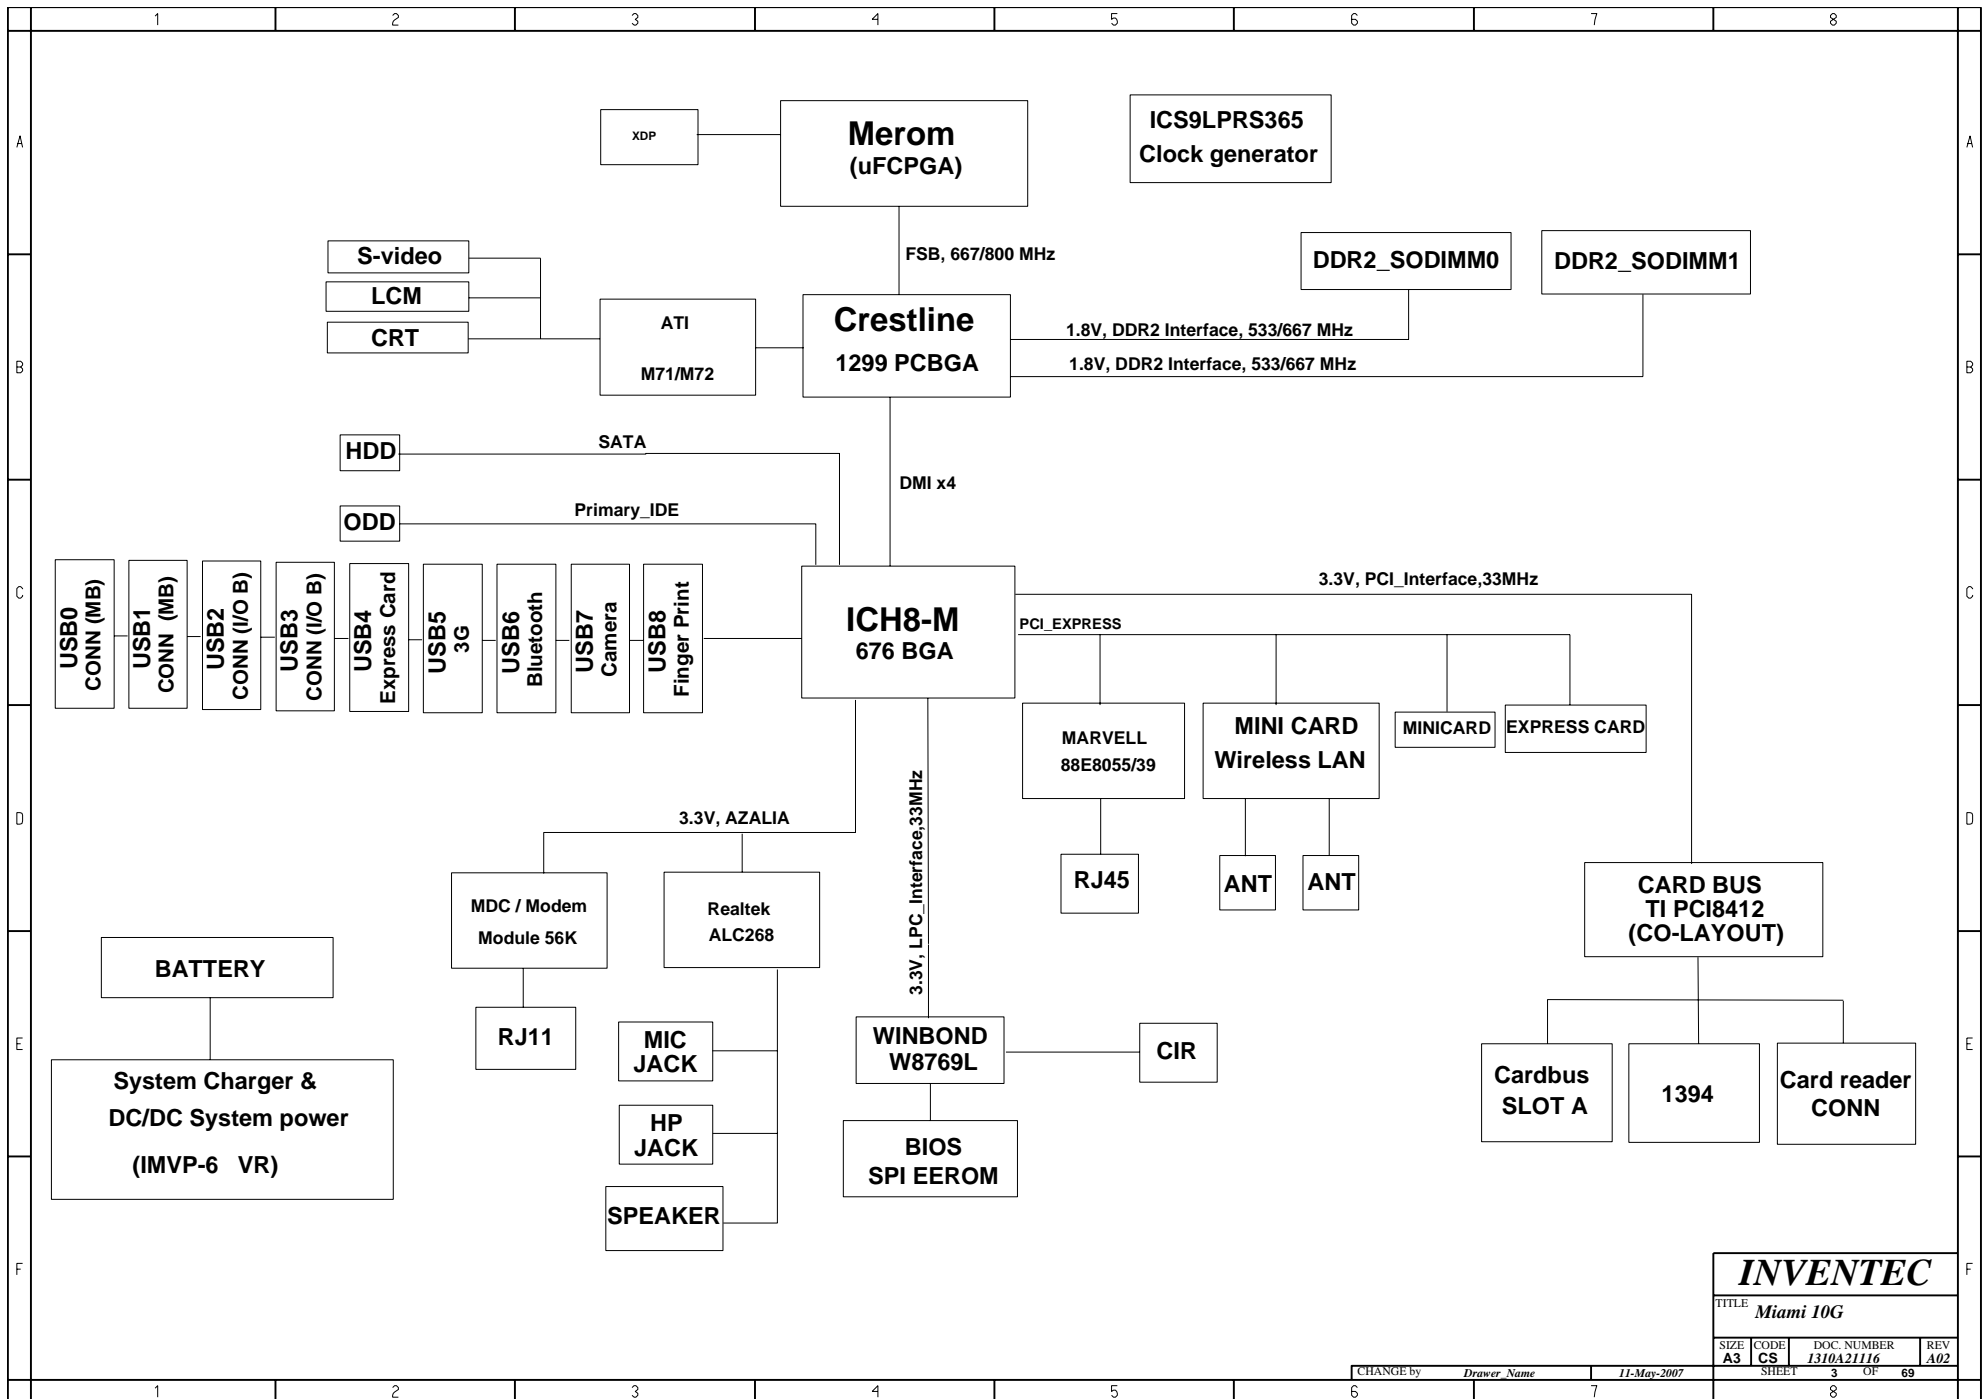 1 2 3 4 5 6 7 8
A
XDP
Merom
(uFCPGA)
ICS9LPRS365
Clock generator
A
FSB, 667/800 MHz
S-video
LCM
CRT
DDR2_SODIMM0
DDR2_SODIMM1
ATI
M71/M72
Crestline
1299 PCBGA
1.8V, DDR2 Interface, 533/667 MHz
1.8V, DDR2 Interface, 533/667 MHz
B
B
HDD
SATA
DMI x4
ODD
Primary_IDE
C
USB0
CONN (MB)
USB1
CONN (MB)
USB2
CONN (I/O B)
USB3
CONN (I/O B)
USB4
Express Card
USB5
3G
USB6
Bluetooth
USB7
Camera
USB8
Finger Print
ICH8-M
676 BGA
3.3V, PCI_Interface,33MHz
PCI_EXPRESS
C
MARVELL
88E8055/39
MINI CARD
Wireless LAN
MINICARD
EXPRESS CARD
D
3.3V, AZALIA
3.3V, LPC_Interface,33MHz
D
RJ45
ANT
ANT
CARD BUS
TI PCI8412
(CO-LAYOUT)
MDC / Modem
Module 56K
Realtek
ALC268
BATTERY
E
System Charger &
DC/DC System power
(IMVP-6 VR)
RJ11
MIC
JACK
HP
JACK
SPEAKER
WINBOND
W8769L
CIR
BIOS
SPI EEROM
Cardbus
SLOT A
1394
Card reader
CONN
E
F
F
INVENTEC
TITLE
Miami 10G
SIZE
A3
CODE
CS
DOC. NUMBER
1310A21116
REV
A02
CHANGE by Drawer_Name 11-May-2007
SHEET 3 OF 69
1 2 3 4 5 6 7 8